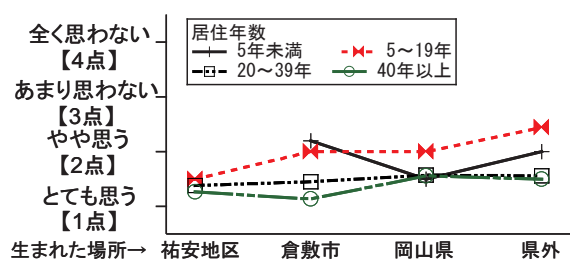 全く思わない
【4点】
あまり思わない
【3点】
やや思う
【2点】
とても思う
【1点】
居住年数
5年未満 5～19年
20～39年 40年以上
生まれた場所→ 祐安地区 倉敷市 岡山県 県外